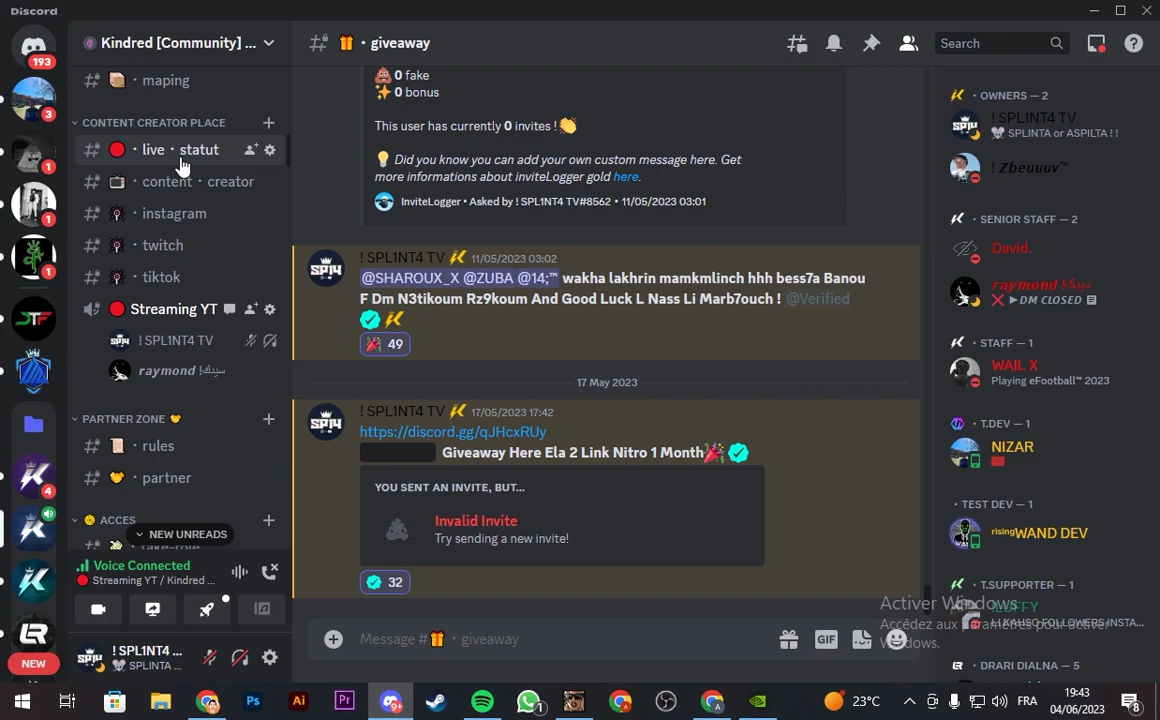 Discord
193
3
1
1
1
4
NEW
Kindred [Community] ...
maping
CONTENT CREATOR PLACE
live・statut
content・creator
instagram
twitch
tiktok
Streaming YT
! SPL1NT4 TV
PARTNER ZONE
rules
partner
ACCES
NEW UNREADS
Voice Connected
Streaming YT / Kindred ...
! SPL1NT4 ...
SPLINTA ...
・giveaway
Search
0 fake
0 bonus
This user has currently 0 invites !
Did you know you can add your own custom message here. Get
more informations about inviteLogger gold here.
InviteLogger • Asked by ! SPL1NT4 TV#8562 • 11/05/2023 03:01
! SPL1NT4 TV 11/05/2023 03:02
@SHAROUX_X @ZUBA @14;™ wakha lakhrin mamkmlinch hhh bess7a Banou
F Dm N3tikoum Rz9koum And Good Luck L Nass Li Marb7ouch ! @Verified
49
17 May 2023
! SPL1NT4 TV 17/05/2023 17:42
https://discord.gg/qJHcxRUy
Giveaway Here Ela 2 Link Nitro 1 Month
YOU SENT AN INVITE, BUT...
Invalid Invite
Try sending a new invite!
32
Message #・giveaway
GIF
・OWNERS — 2
! SPL1NT4 TV
SPLINTA or ASPILTA ! !
! Zbeuuuv™
・SENIOR STAFF — 2
David.
raymond
▶DM CLOSED
・STAFF — 1
WAIL X
Playing eFootball™ 2023
・T.DEV — 1
NIZAR
・TEST DEV — 1
risingWAND DEV
・T.SUPPORTER — 1
・DRARI DIALNA — 5
Activer Windows
Accédez aux paramètres pour activer
Windows.
23°C
FRA
19:43
04/06/2023
8